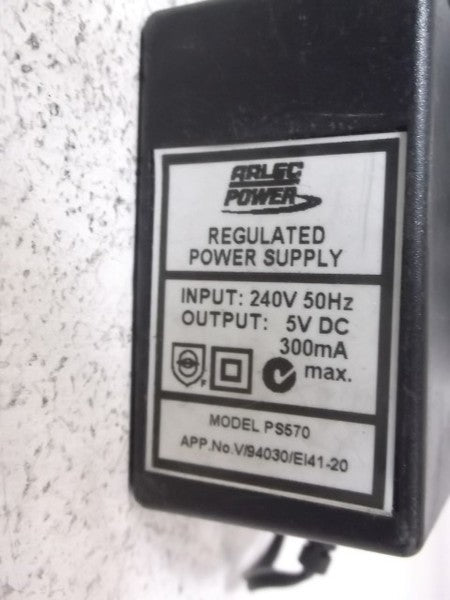 ARLEC
POWER
REGULATED
POWER SUPPLY
INPUT: 240V 50Hz
OUTPUT: 5V DC
300mA
max.
F
MODEL PS570
APP.No.V/94030/EI41-20